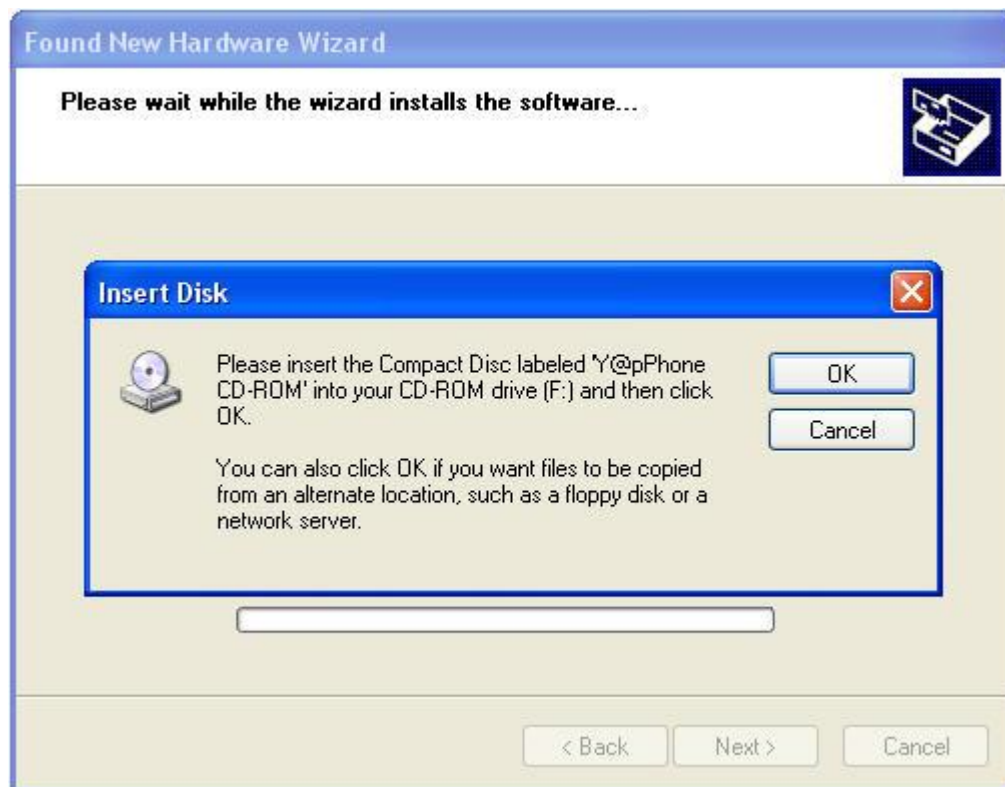 Found New Hardware Wizard
Please wait while the wizard installs the software...
Insert Disk
Please insert the Compact Disc labeled 'Y@pPhone
CD-ROM' into your CD-ROM drive (F:) and then click
OK.
You can also click OK if you want files to be copied
from an alternate location, such as a floppy disk or a
network server.
OK
Cancel
< Back
Next >
Cancel